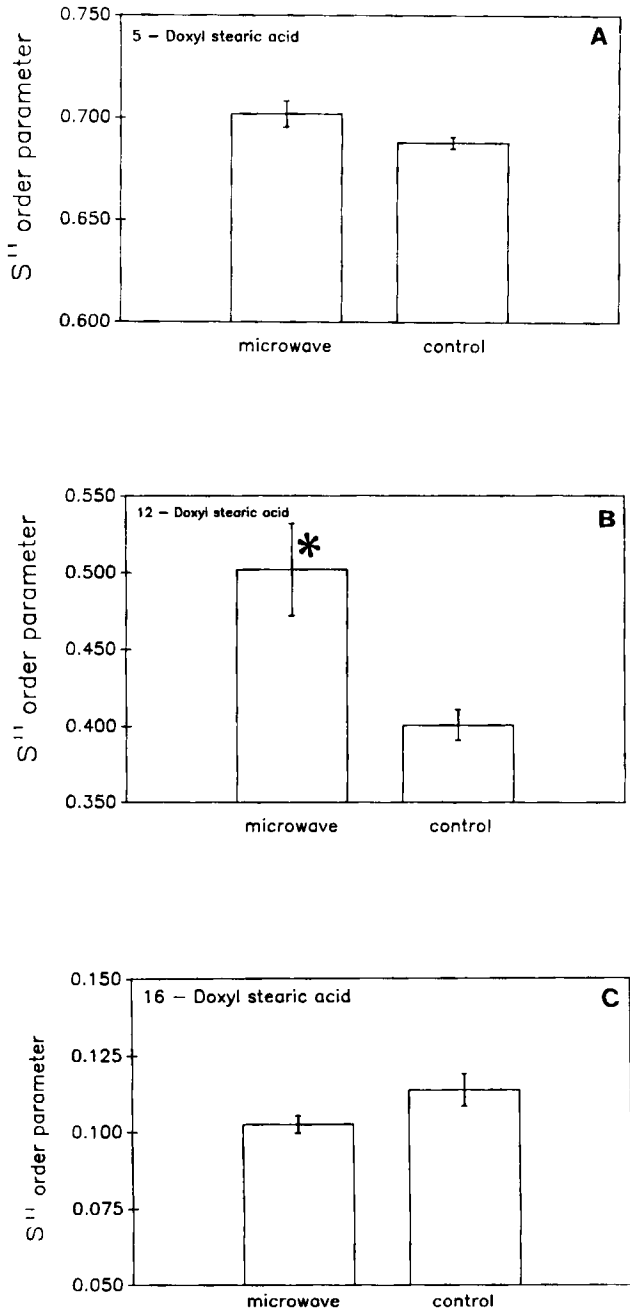 0.750
5 – Doxyl stearic acid
A
0.700
0.650
0.600
S'' order parameter
microwave control
0.550
12 – Doxyl stearic acid
B
*
0.500
0.450
0.400
0.350
S'' order parameter
microwave control
0.150
16 – Doxyl stearic acid
C
0.125
0.100
0.075
0.050
S'' order parameter
microwave control